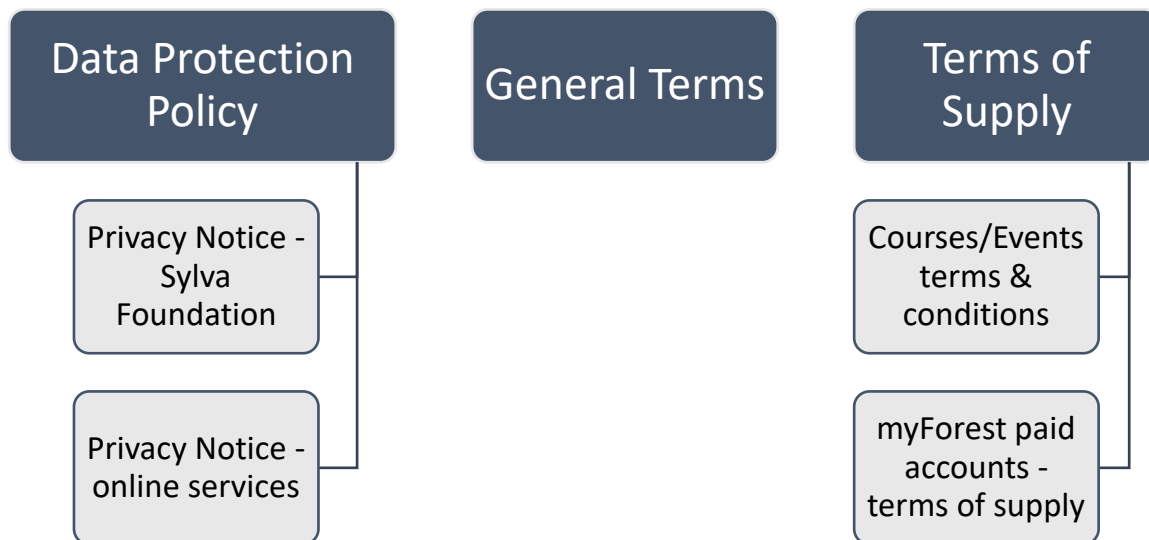 Data Protection
Policy
Privacy Notice -
Sylva
Foundation
Privacy Notice -
online services
General Terms
Terms of
Supply
Courses/Events
terms &
conditions
myForest paid
accounts -
terms of supply